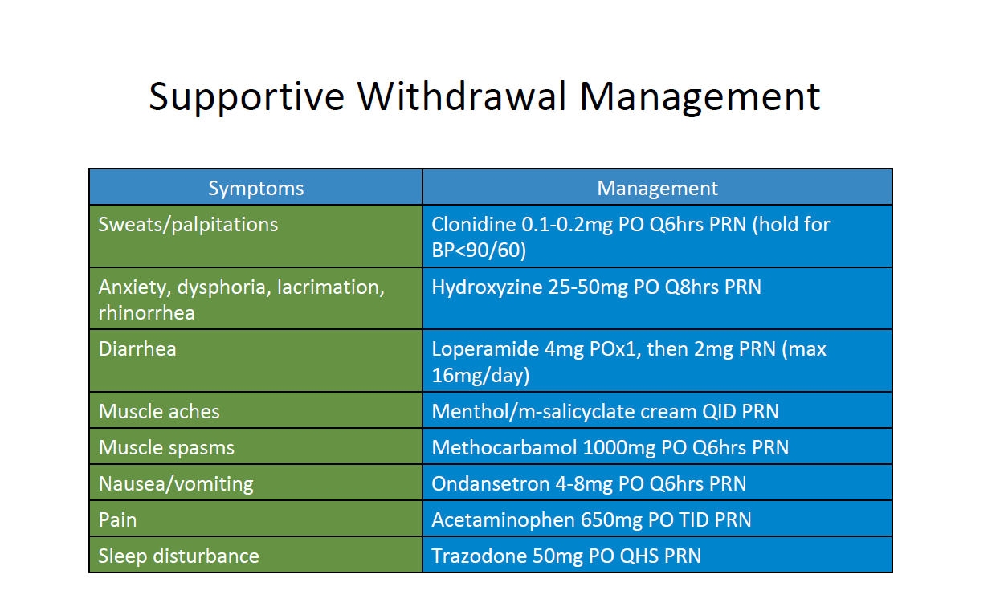 Supportive Withdrawal Management
Symptoms
Management
Sweats/palpitations
Clonidine 0.1-0.2mg PO Q6hrs PRN (hold for
BP<90/60)
Anxiety, dysphoria, lacrimation,
rhinorrhea
Hydroxyzine 25-50mg PO Q8hrs PRN
Diarrhea
Loperamide 4mg POx1, then 2mg PRN (max
16mg/day)
Muscle aches
Menthol/m-salicyclate cream QID PRN
Muscle spasms
Methocarbamol 1000mg PO Q6hrs PRN
Nausea/vomiting
Ondansetron 4-8mg PO Q6hrs PRN
Pain
Acetaminophen 650mg PO TID PRN
Sleep disturbance
Trazodone 50mg PO QHS PRN